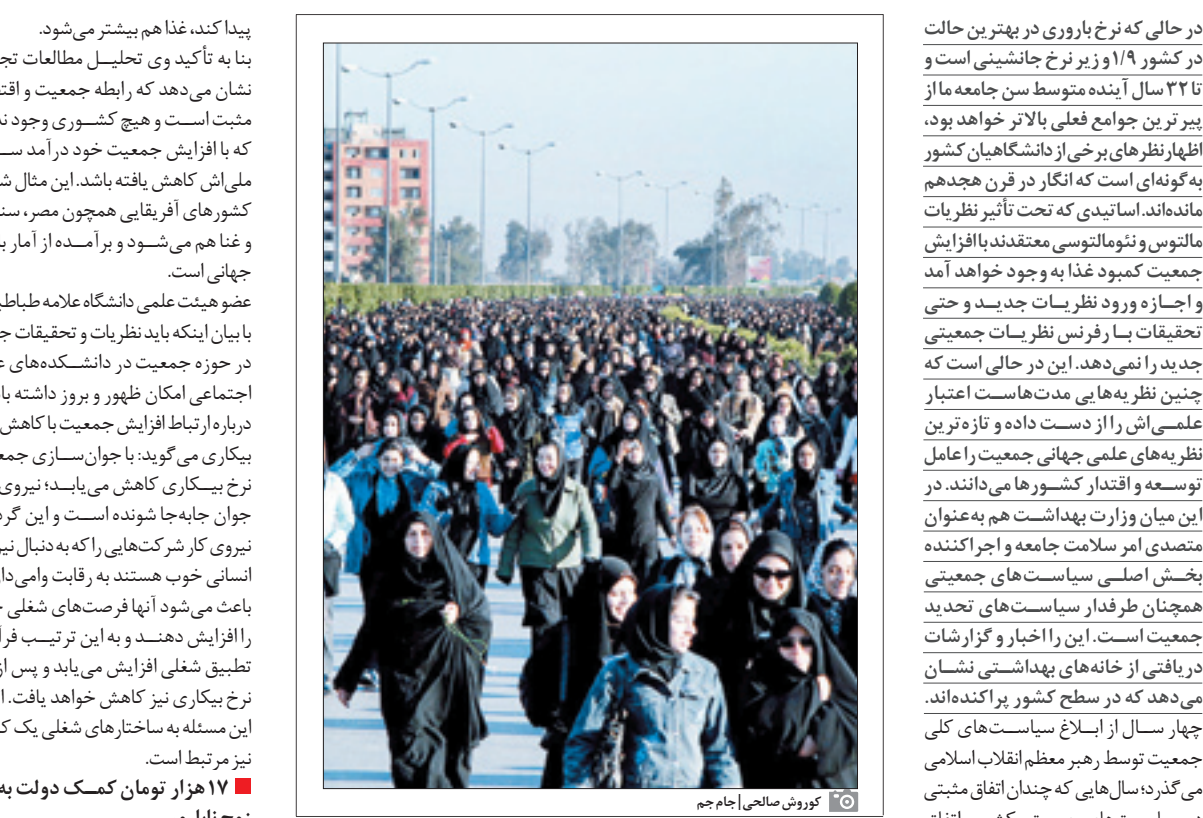 در حالی که نرخ باروری در بهترین حالت
در کشور ۱/۹ و زیر نرخ جانشینی است و
تا ۳۲ سال آینده متوسط سن جامعه ما از
پیرترین جوامع فعلی بالاتر خواهد بود،
اظهارنظرهای برخی از دانشگاهیان کشور
به گونه‌ای است که انگار در قرن هجدهم
مانده‌اند. اساتیدی که تحت تأثیر نظریات
مالتوس و نئومالتوسی معتقدند با افزایش
جمعیت کمبود غذا به وجود خواهد آمد
و اجازه ورود نظریات جدید و حتی
تحقیقات با رفرنس نظریات جمعیتی
جدید را نمی‌دهد. این در حالی است که
چنین نظریه‌هایی مدت‌هاست اعتبار
علمی‌اش را از دست داده و تازه‌ترین
نظریه‌های علمی جهانی جمعیت را عامل
توسعه و اقتدار کشورها می‌دانند. در
این میان وزارت بهداشت هم به‌عنوان
متصدی امر سلامت جامعه و اجراکننده
بخش اصلی سیاست‌های جمعیتی
همچنان طرفدار سیاست‌های تحدید
جمعیت است. این را اخبار و گزارشات
دریافتی از خانه‌های بهداشتی نشان
می‌دهد که در سطح کشور پراکنده‌اند.
چهار سال از ابلاغ سیاست‌های کلی
جمعیت توسط رهبر معظم انقلاب اسلامی
می‌گذرد؛ سال‌هایی که چندان اتفاق مثبتی
کوروش صالحی | جام جم
پیدا کند، غذا هم بیشتر می‌شود.
بنا به تأکید وی تحلیل مطالعات تج
نشان می‌دهد که رابطه جمعیت و اقت
مثبت است و هیچ کشوری وجود ند
که با افزایش جمعیت خود درآمد سـ
ملی‌اش کاهش یافته باشد. این مثال ش
کشورهای آفریقایی همچون مصر، سن
و غنا هم می‌شود و برآمده از آمار با
جهانی است.
عضو هیئت علمی دانشگاه علامه طباط
با بیان اینکه باید نظریات و تحقیقات ج
در حوزه جمعیت در دانشکده‌های ع
اجتماعی امکان ظهور و بروز داشته با
درباره ارتباط افزایش جمعیت با کاهش
بیکاری می‌گوید: با جوان‌سازی جمع
نرخ بیکاری کاهش می‌یابد؛ نیروی
جوان جابه‌جا شونده است و این گر
نیروی کار شرکت‌هایی را که به دنبال نیر
انسانی خوب هستند به رقابت وامی‌دا
باعث می‌شود آنها فرصت‌های شغلی
را افزایش دهند و به این ترتیب فرآ
تطبیق شغلی افزایش می‌یابد و پس از
نرخ بیکاری نیز کاهش خواهد یافت. ا
این مسئله به ساختارهای شغلی یک ک
نیز مرتبط است.
۱۷ هزار تومان کمک دولت به